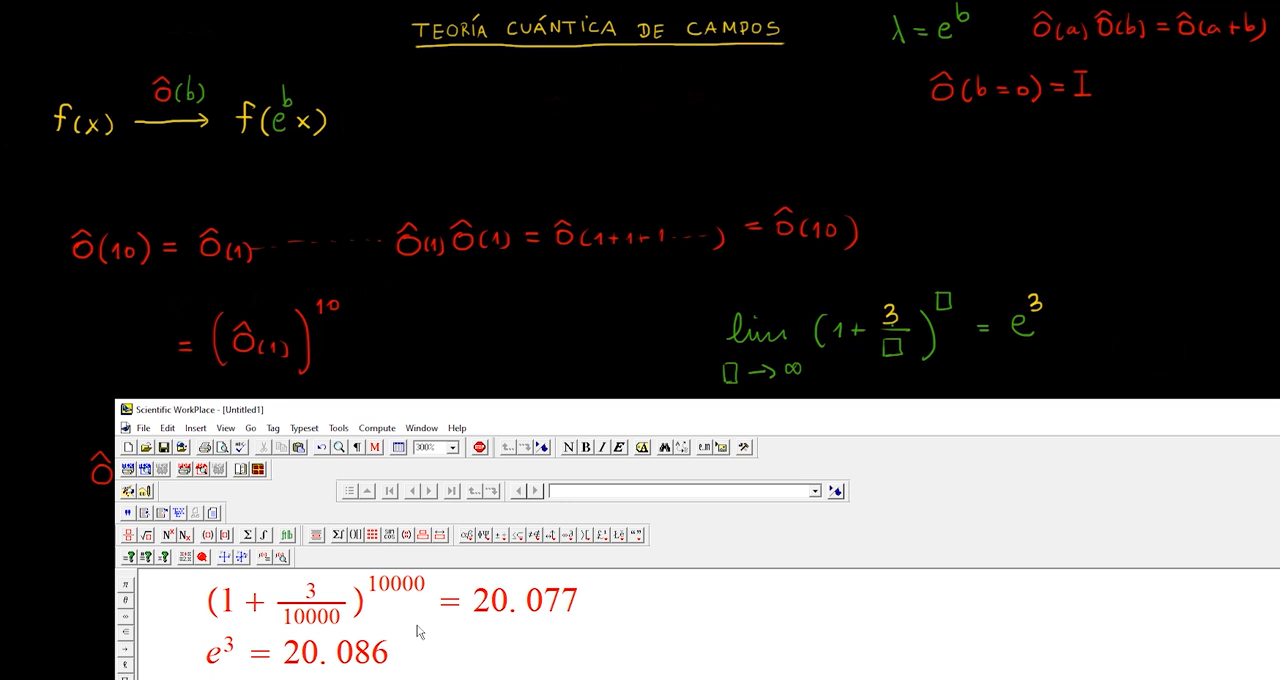 TEORÍA CUÁNTICA DE CAMPOS
λ = e^b
Ô(a) Ô(b) = Ô(a+b)
Ô(b=0) = I
f(x) Ô(b) → f(e^b x)
Ô(10) = Ô(1) -------- Ô(1) Ô(1) = Ô(1+1+1....) = Ô(10)
= (Ô(1))^10
lim □→∞ (1 + 3/□)^□ = e^3
Scientific WorkPlace - [Untitled1]
File Edit Insert View Go Tag Typeset Tools Compute Window Help
300%
N B I E
Ô
(1 + 3/10000)^10000 = 20.077
e^3 = 20.086